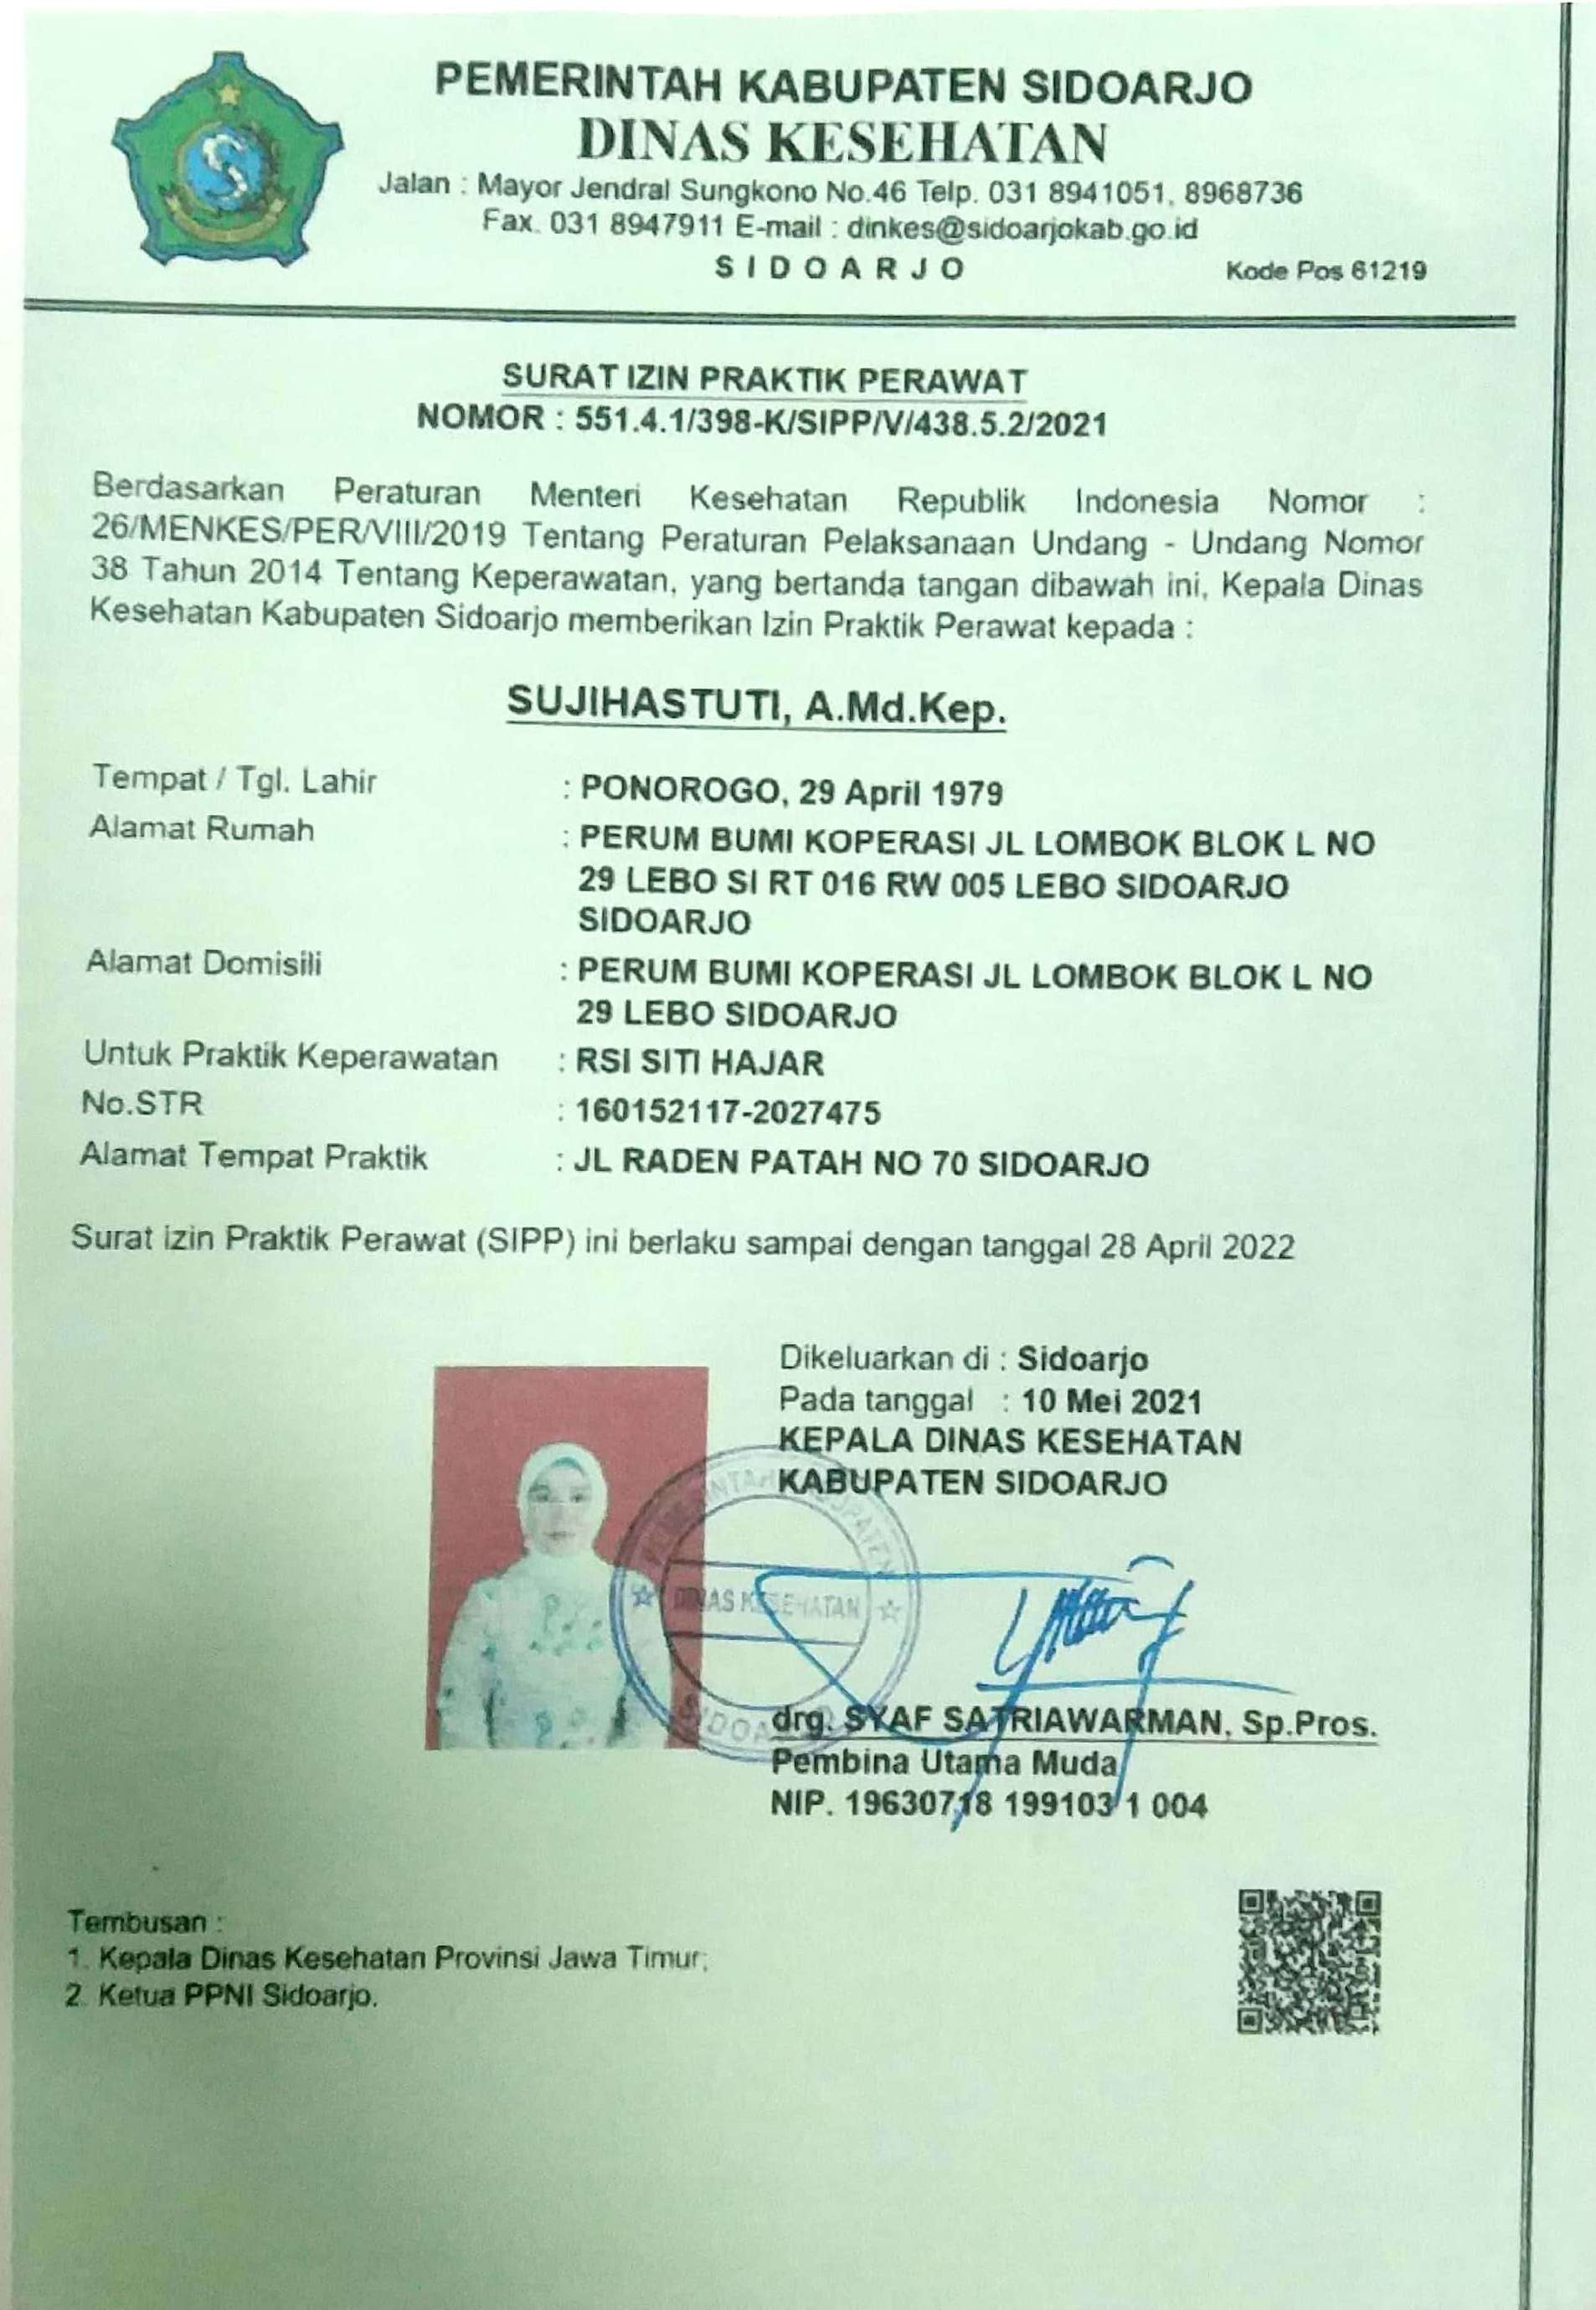 PEMERINTAH KABUPATEN SIDOARJO
DINAS KESEHATAN
Jalan : Mayor Jendral Sungkono No.46 Telp. 031 8941051, 8968736
Fax. 031 8947911 E-mail : dinkes@sidoarjokab.go.id
SIDOARJO Kode Pos 61219
SURAT IZIN PRAKTIK PERAWAT
NOMOR : 551.4.1/398-K/SIPP/V/438.5.2/2021
Berdasarkan Peraturan Menteri Kesehatan Republik Indonesia Nomor :
26/MENKES/PER/VIII/2019 Tentang Peraturan Pelaksanaan Undang - Undang Nomor
38 Tahun 2014 Tentang Keperawatan, yang bertanda tangan dibawah ini, Kepala Dinas
Kesehatan Kabupaten Sidoarjo memberikan Izin Praktik Perawat kepada :
SUJIHASTUTI, A.Md.Kep.
Tempat / Tgl. Lahir : PONOROGO, 29 April 1979
Alamat Rumah : PERUM BUMI KOPERASI JL LOMBOK BLOK L NO
29 LEBO SI RT 016 RW 005 LEBO SIDOARJO
SIDOARJO
Alamat Domisili : PERUM BUMI KOPERASI JL LOMBOK BLOK L NO
29 LEBO SIDOARJO
Untuk Praktik Keperawatan : RSI SITI HAJAR
No.STR : 160152117-2027475
Alamat Tempat Praktik : JL RADEN PATAH NO 70 SIDOARJO
Surat izin Praktik Perawat (SIPP) ini berlaku sampai dengan tanggal 28 April 2022
Dikeluarkan di : Sidoarjo
Pada tanggal : 10 Mei 2021
KEPALA DINAS KESEHATAN
KABUPATEN SIDOARJO
DINAS KESEHATAN
drg. SYAF SATRIAWARMAN, Sp.Pros.
Pembina Utama Muda
NIP. 19630718 199103 1 004
Tembusan :
1. Kepala Dinas Kesehatan Provinsi Jawa Timur;
2. Ketua PPNI Sidoarjo.